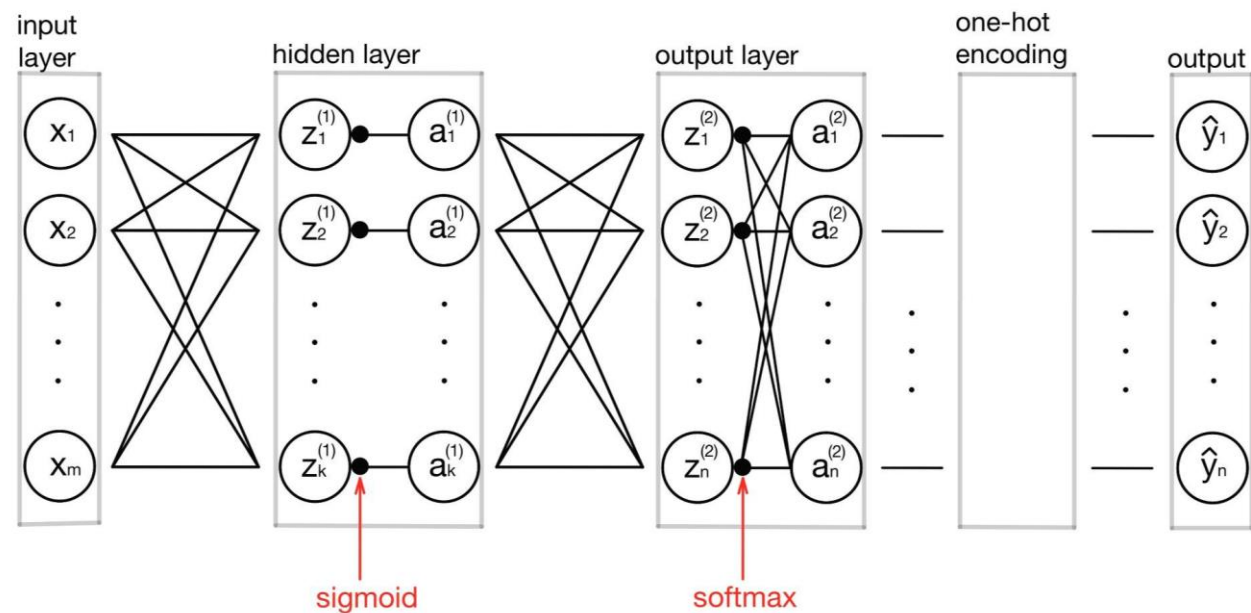 input
layer
hidden layer
output layer
one-hot
encoding
output
x₁
z₁⁽¹⁾ a₁⁽¹⁾
z₁⁽²⁾ a₁⁽²⁾
ŷ₁
x₂
z₂⁽¹⁾ a₂⁽¹⁾
z₂⁽²⁾ a₂⁽²⁾
ŷ₂
xₘ
zₖ⁽¹⁾ aₖ⁽¹⁾
zₙ⁽²⁾ aₙ⁽²⁾
ŷₙ
sigmoid
softmax